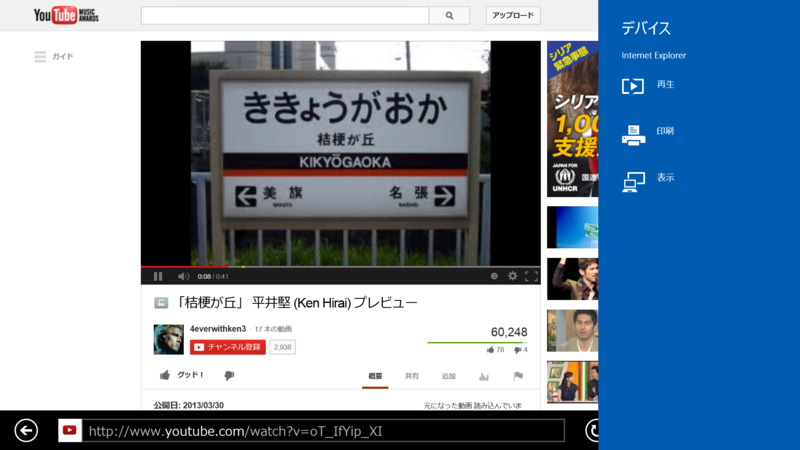 YouTube MUSIC AWARDS
アップロード
ガイド
ききょうがおか
桔梗が丘
KIKYŌGAOKA
美旗
名張
MIHATA
NABARI
0:08 / 0:41
「桔梗が丘」 平井堅 (Ken Hirai) プレビュー
4everwithken3 17 本の動画
チャンネル登録 2,938
60,248
78 4
グッド！
概要 共有 追加
公開日: 2013/03/30
元になった動画 読み込んでいま
シリア
緊急事態
シリア
1,0
支援
JAPAN FOR
UNHCR
国
デバイス
Internet Explorer
再生
印刷
表示
http://www.youtube.com/watch?v=oT_IfYip_XI